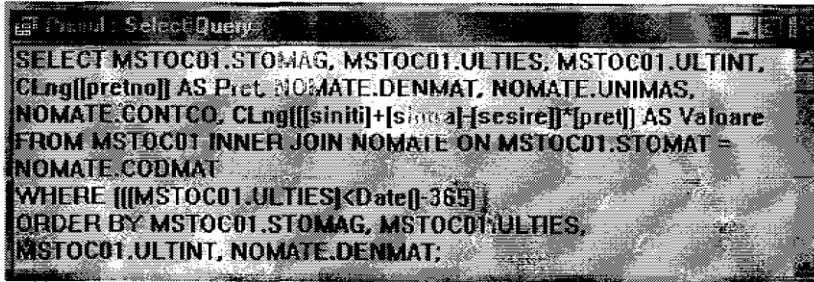 Select Query
SELECT MSTOC01.STOMAG, MSTOC01.ULTIES, MSTOC01.ULTINT,
CLng([pretno]) AS Pret, NOMATE.DENMAT, NOMATE.UNIMAS,
NOMATE.CONTCO, CLng(([siniti]+[ -[sesire])*[pret]) AS Valoare
FROM MSTOC01 INNER JOIN NOMATE ON MSTOC01.STOMAT =
NOMATE.CODMAT
WHERE (((MSTOC01.ULTIES)<Date()-365)
ORDER BY MSTOC01.STOMAG, MSTOC01.ULTIES,
MSTOC01.ULTINT, NOMATE.DENMAT;